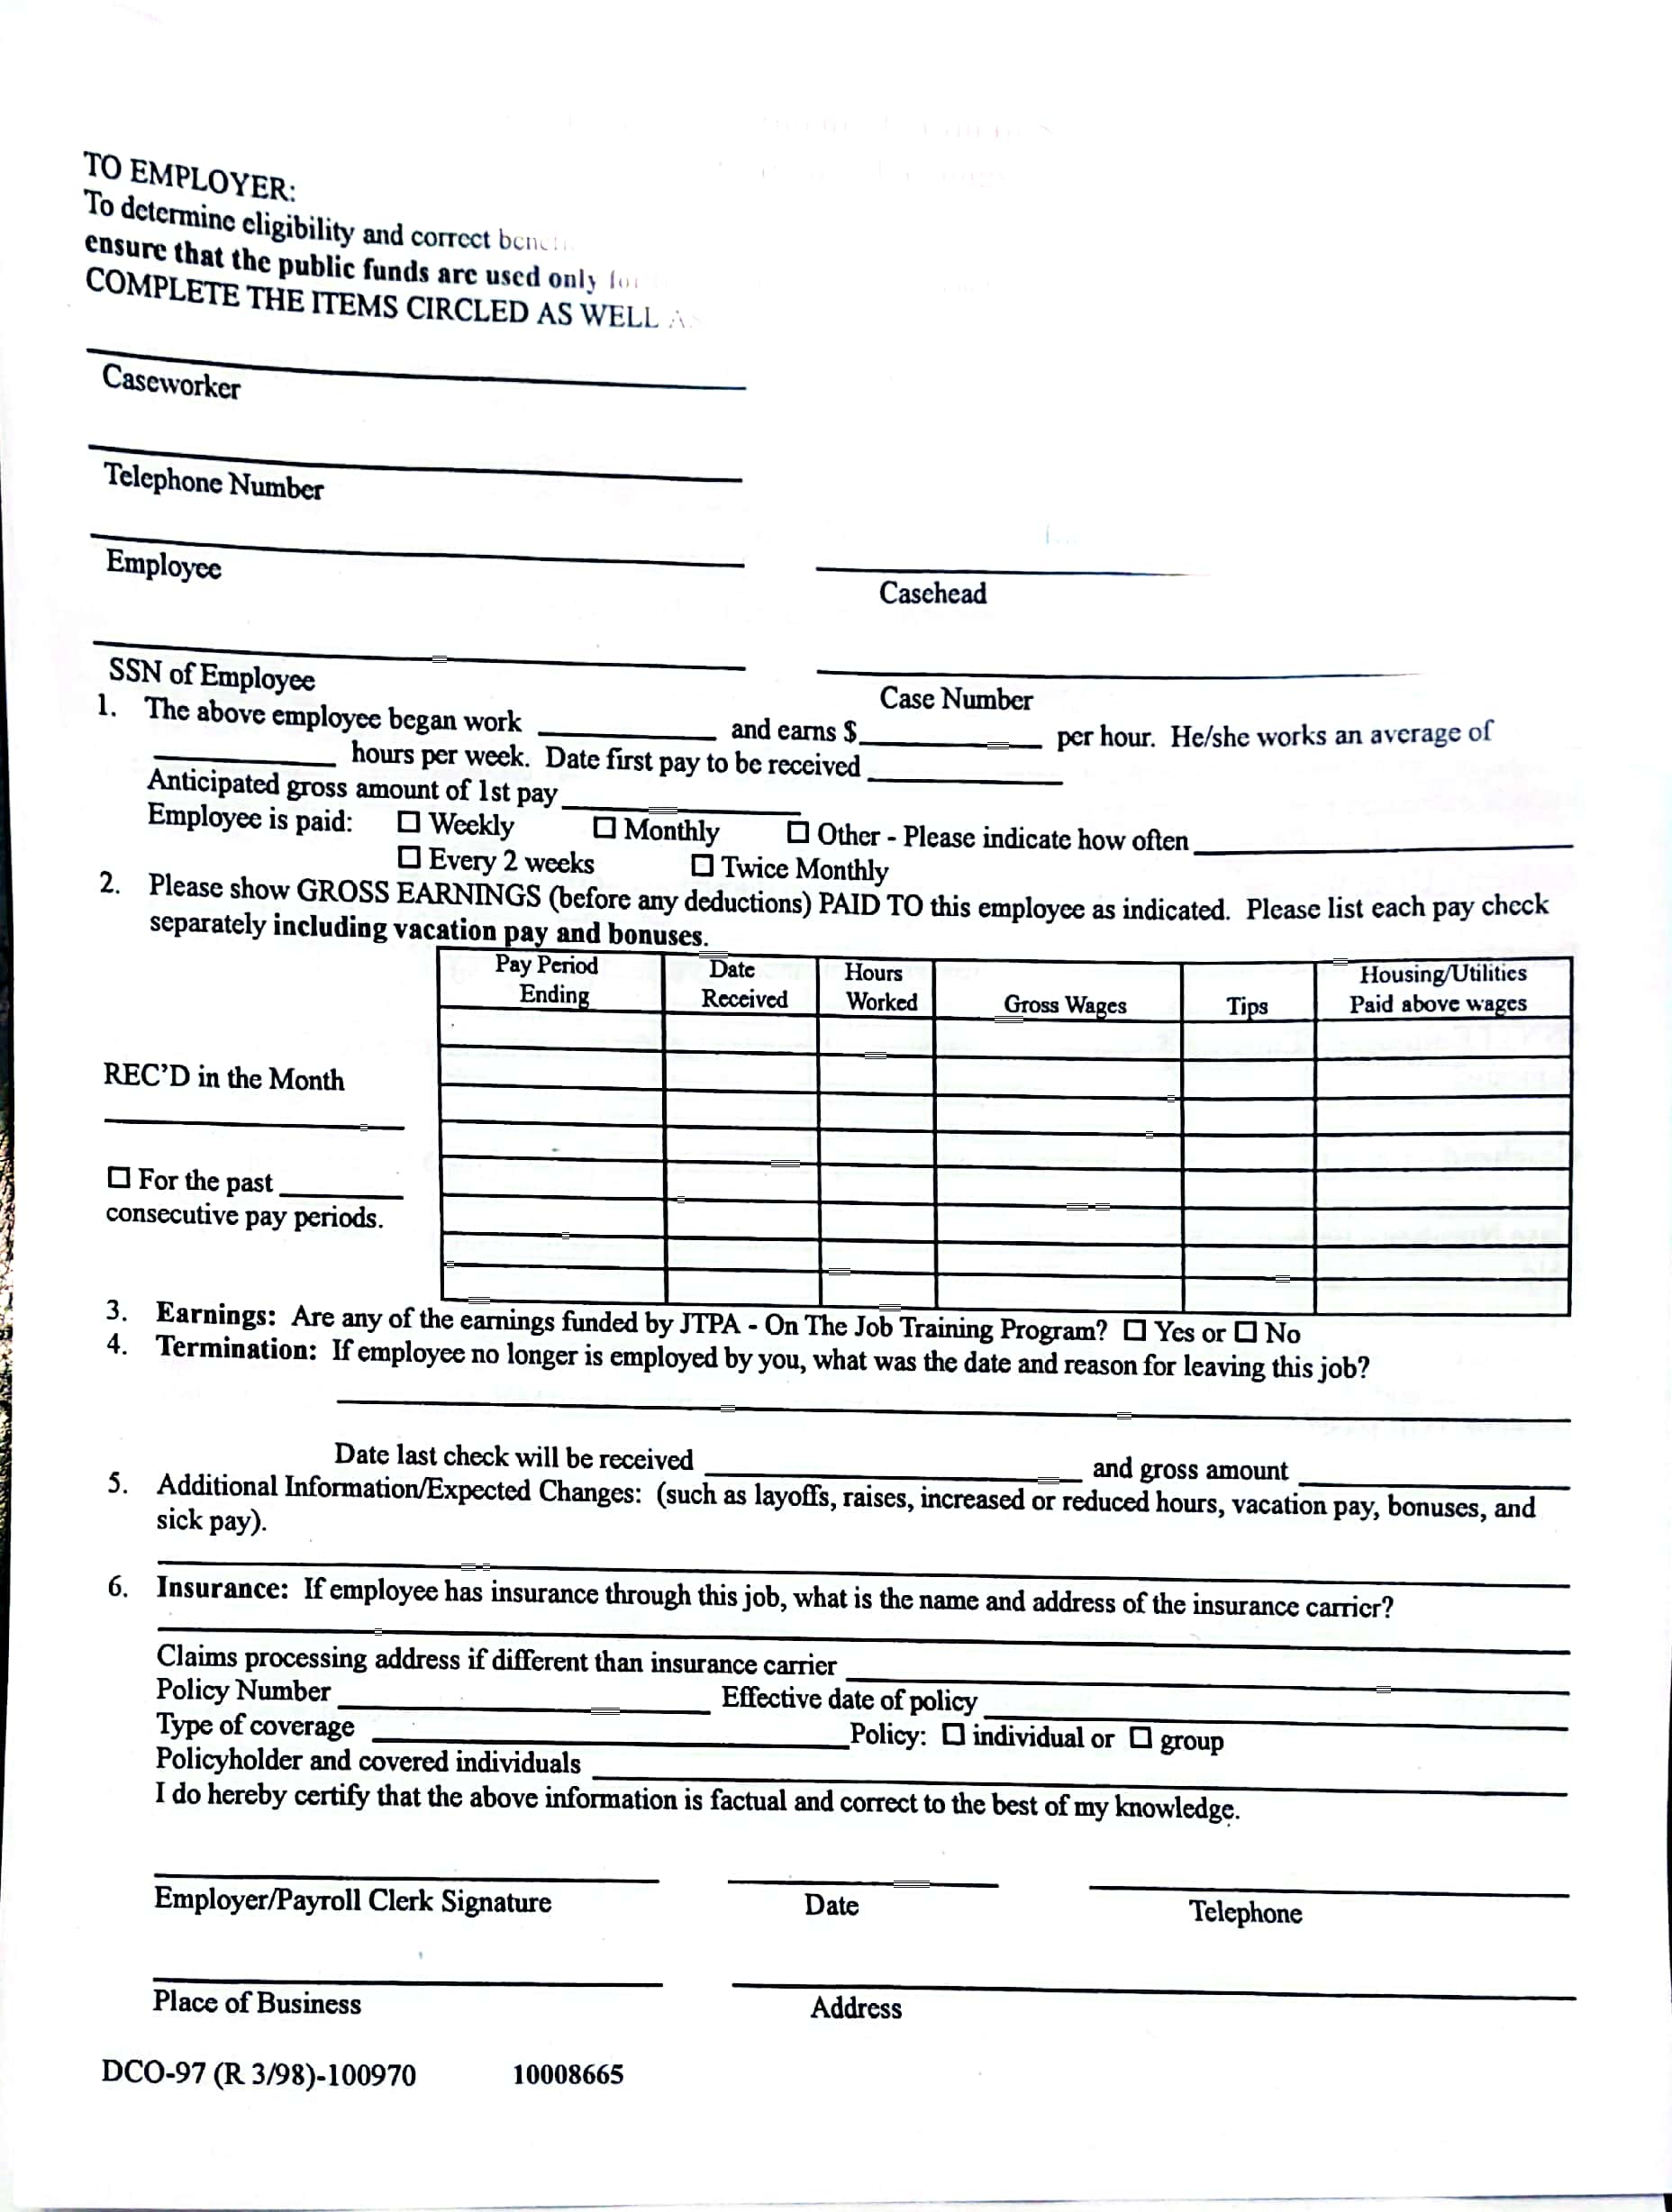 TO EMPLOYER:
To determine eligibility and correct
ensure that the public funds are used only for
COMPLETE THE ITEMS CIRCLED AS WELL
Caseworker
Telephone Number
Employee
Casehead
SSN of Employee
Case Number
1. The above employee began work ________ and earns $________ per hour. He/she works an average of
________ hours per week. Date first pay to be received ________
Anticipated gross amount of 1st pay ________
Employee is paid: ☐ Weekly ☐ Monthly ☐ Other - Please indicate how often ________
☐ Every 2 weeks ☐ Twice Monthly
2. Please show GROSS EARNINGS (before any deductions) PAID TO this employee as indicated. Please list each pay check
separately including vacation pay and bonuses.
Pay Period Ending
Date Received
Hours Worked
Gross Wages
Tips
Housing/Utilities Paid above wages
REC'D in the Month
☐ For the past ________
consecutive pay periods.
3. Earnings: Are any of the earnings funded by JTPA - On The Job Training Program? ☐ Yes or ☐ No
4. Termination: If employee no longer is employed by you, what was the date and reason for leaving this job?
Date last check will be received ________ and gross amount ________
5. Additional Information/Expected Changes: (such as layoffs, raises, increased or reduced hours, vacation pay, bonuses, and
sick pay).
6. Insurance: If employee has insurance through this job, what is the name and address of the insurance carrier?
Claims processing address if different than insurance carrier ________
Policy Number ________ Effective date of policy ________
Type of coverage ________ Policy: ☐ individual or ☐ group
Policyholder and covered individuals ________
I do hereby certify that the above information is factual and correct to the best of my knowledge.
Employer/Payroll Clerk Signature
Date
Telephone
Place of Business
Address
DCO-97 (R 3/98)-100970 10008665